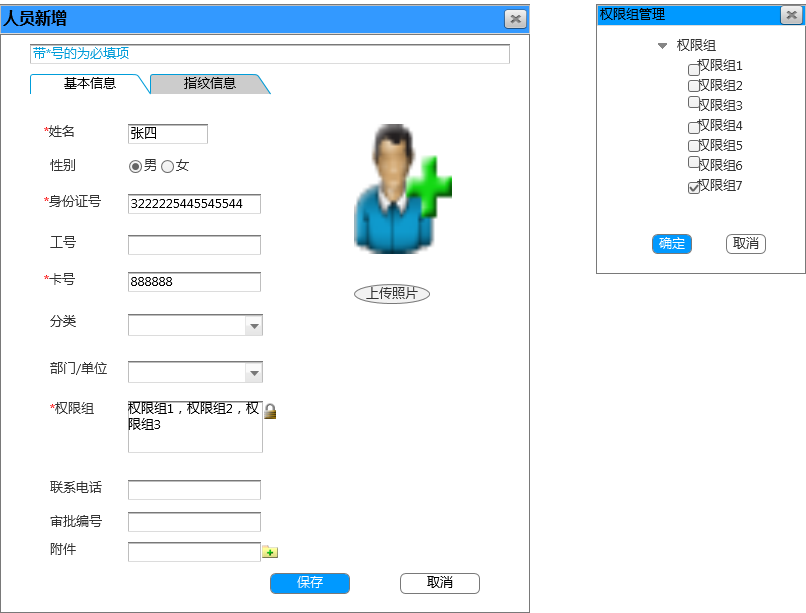 人员新增
带*号的为必填项
基本信息
指纹信息
*姓名
张四
性别
男
女
*身份证号
3222225445545544
工号
*卡号
888888
上传照片
分类
部门/单位
*权限组
权限组1，权限组2，权
限组3
联系电话
审批编号
附件
保存
取消
权限组管理
权限组
权限组1
权限组2
权限组3
权限组4
权限组5
权限组6
权限组7
确定
取消